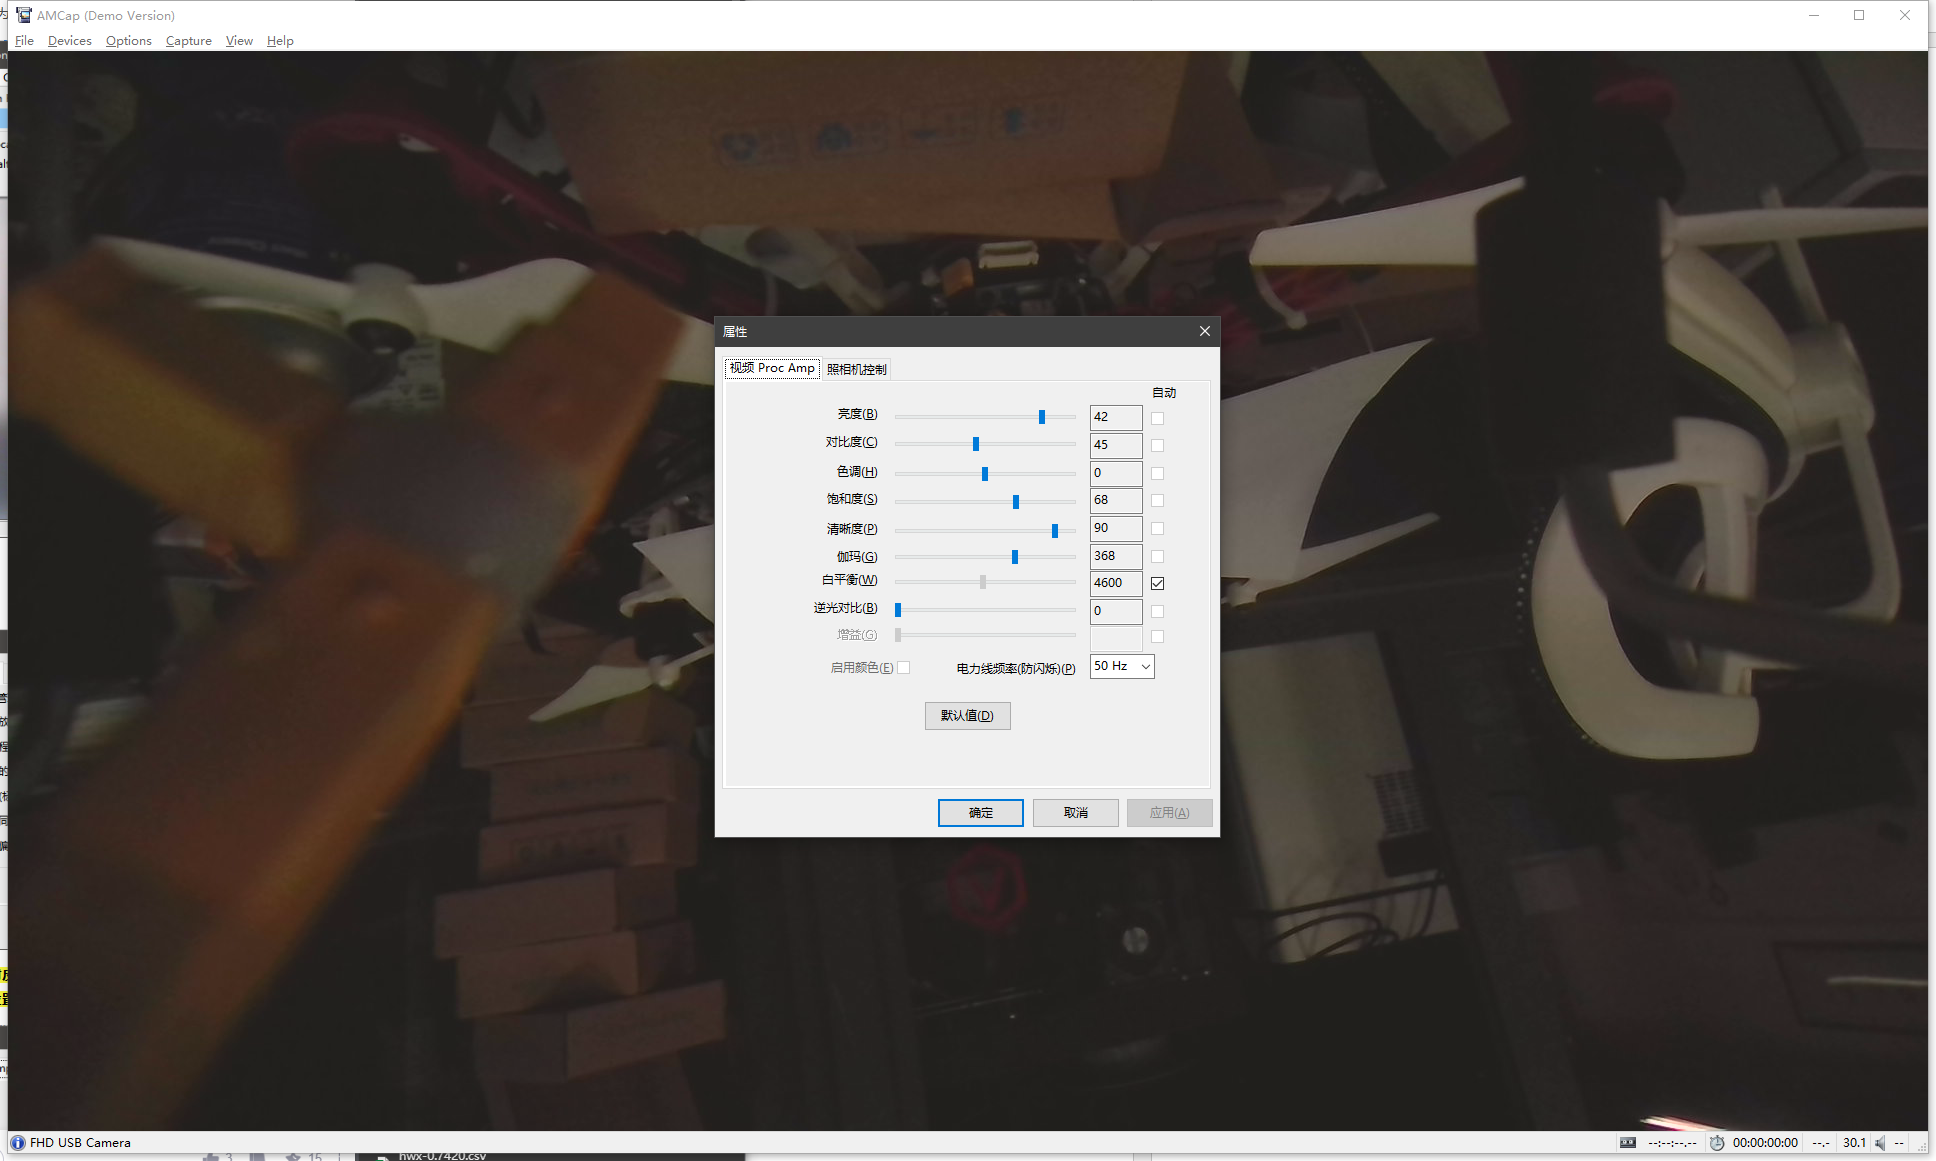 AMCap (Demo Version)
File Devices Options Capture View Help
属性
视频 Proc Amp 照相机控制
自动
亮度(B) 42
对比度(C) 45
色调(H) 0
饱和度(S) 68
清晰度(P) 90
伽玛(G) 368
白平衡(W) 4600
逆光对比(B) 0
增益(G)
启用颜色(E) 电力线频率(防闪烁)(P) 50 Hz
默认值(D)
确定 取消 应用(A)
FHD USB Camera --:--:--.-- 00:00:00:00 --.- 30.1 --
3 15 hwx-0.7420.csv